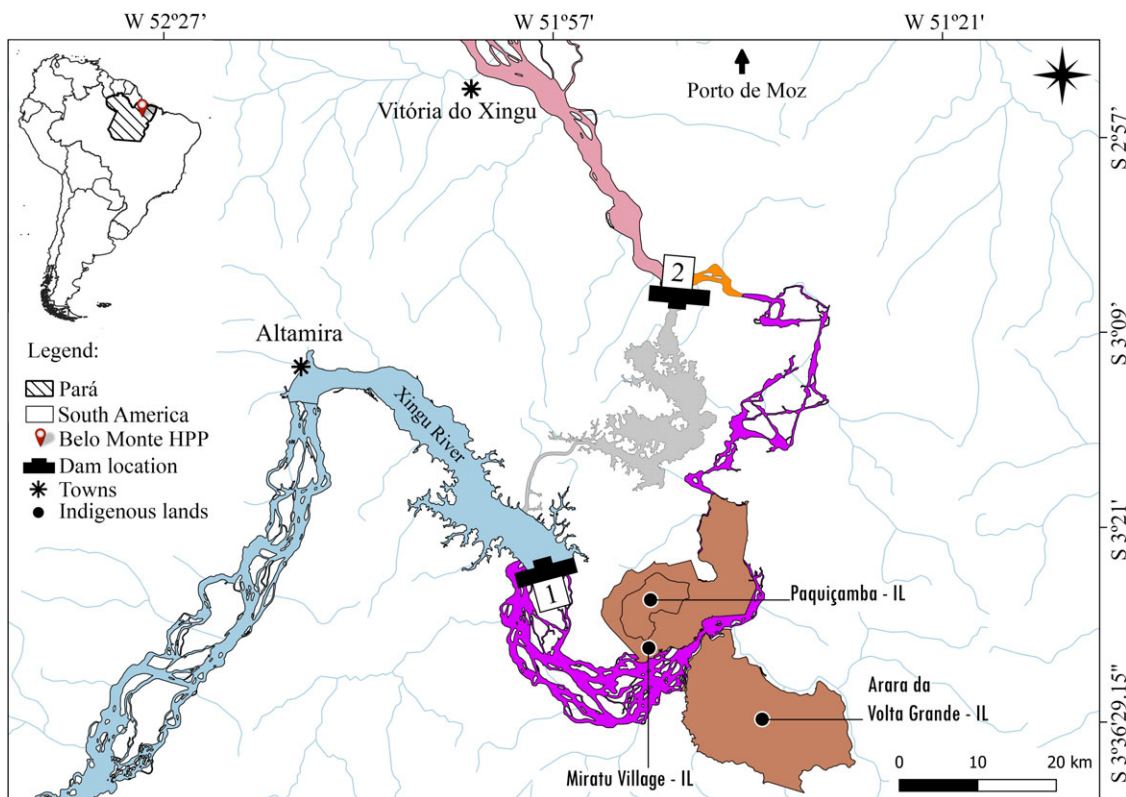 W 52º27’
W 51º57’
W 51º21’
Porto de Moz
Vitória do Xingu
S 2º57’
2
Altamira
S 3º09’
Legend:
Pará
South America
Belo Monte HPP
Dam location
Towns
Indigenous lands
Xingu River
S 3º21’
1
Paquiçamba - IL
Arara da
Volta Grande - IL
S 3º36’29.15”
Miratu Village - IL
0 10 20 km